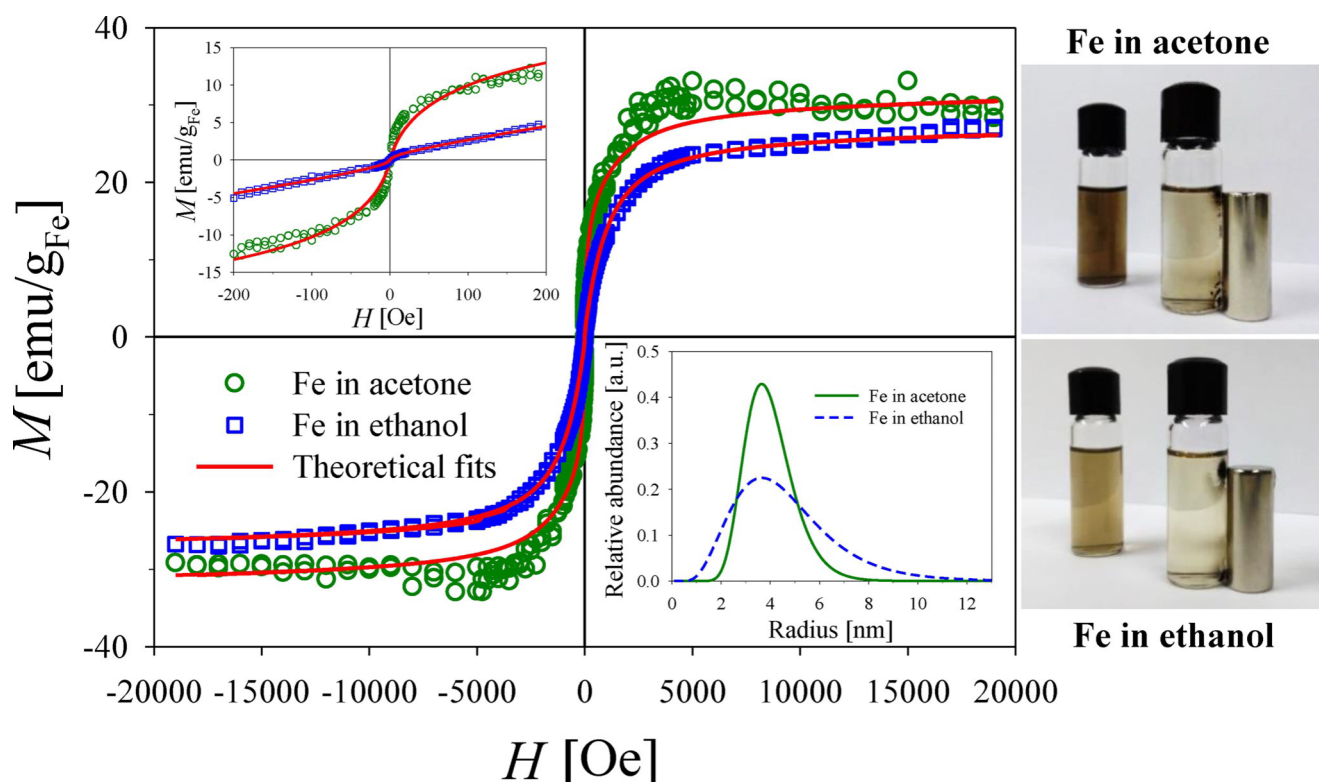 Fe in acetone
40
20
0
-20
-40
M [emu/g_Fe]
-20000 -15000 -10000 -5000 0 5000 10000 15000 20000
H [Oe]
15
10
5
0
-5
-10
-15
M [emu/g_Fe]
-200 -100 0 100 200
H [Oe]
Fe in acetone
Fe in ethanol
Theoretical fits
0.5
0.4
0.3
0.2
0.1
0.0
Relative abundance [a.u.]
Fe in acetone
Fe in ethanol
0 2 4 6 8 10 12
Radius [nm]
Fe in ethanol